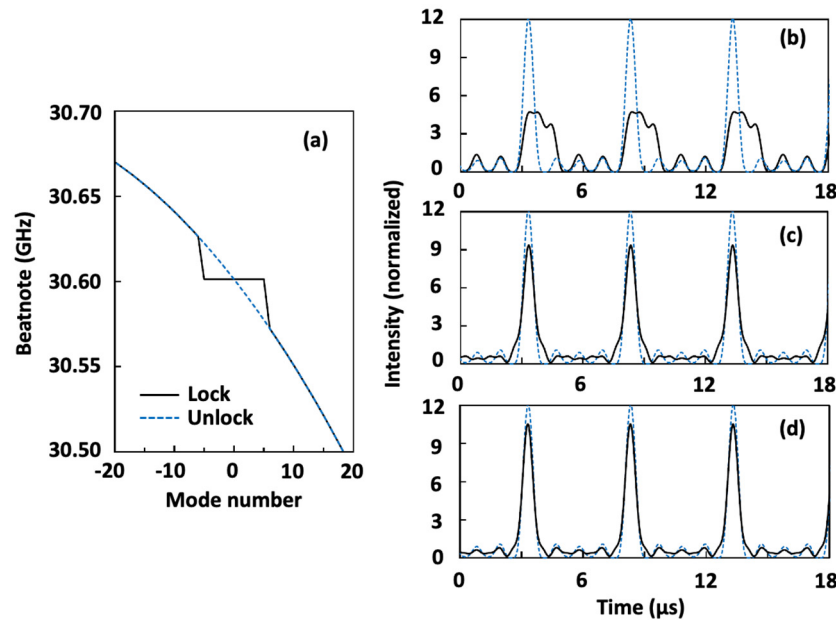 (a)
30.70
30.65
30.60
30.55
30.50
Beatnote (GHz)
Lock
Unlock
-20 -10 0 10 20
Mode number
(b)
12
9
6
3
0
0 6 12 18
(c)
12
9
6
3
0
0 6 12 18
Intensity (normalized)
(d)
12
9
6
3
0
0 6 12 18
Time (μs)